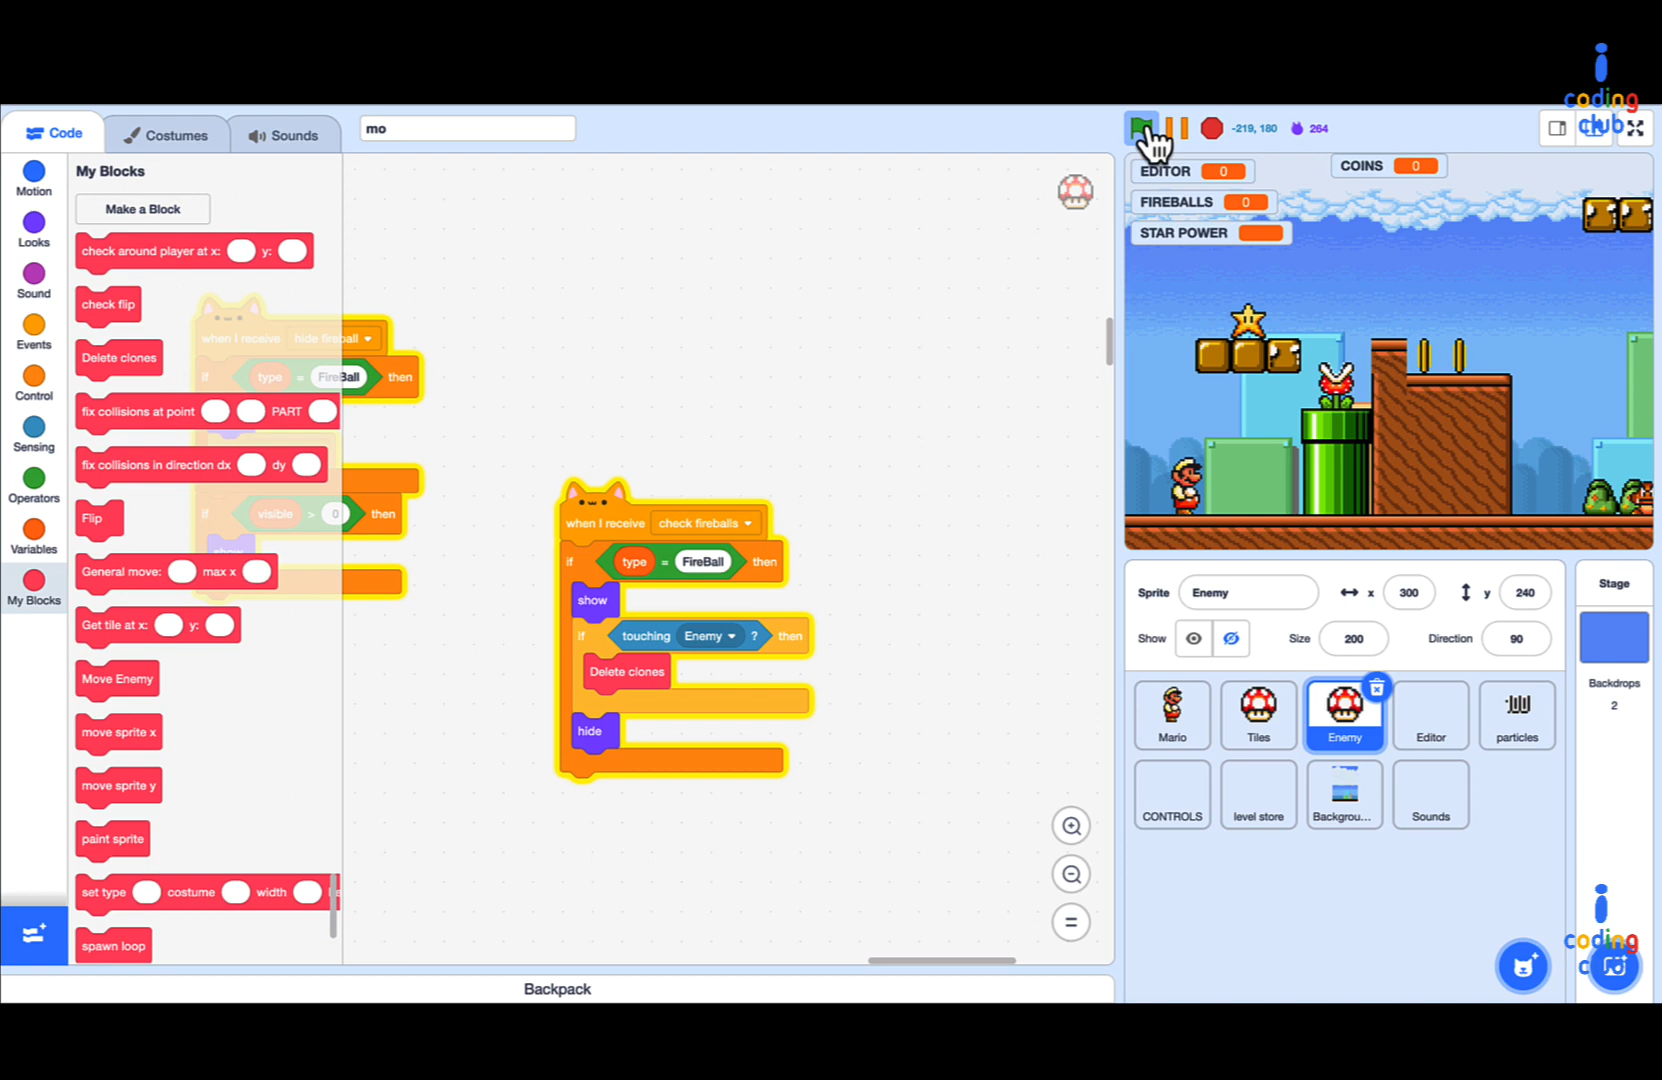 i
coding
club
Code
Costumes
Sounds
mo
-219, 180
264
Motion
Looks
Sound
Events
Control
Sensing
Operators
Variables
My Blocks
My Blocks
Make a Block
check around player at x: y:
check flip
Delete clones
fix collisions at point PART
fix collisions in direction dx dy
Flip
General move: max x
Get tile at x: y:
Move Enemy
move sprite x
move sprite y
paint sprite
set type costume width
spawn loop
when I receive hide fireball
if type = FireBall then
if visible > 0 then
show
when I receive check fireballs
if type = FireBall then
show
if touching Enemy ? then
Delete clones
hide
Backpack
EDITOR 0
COINS 0
FIREBALLS 0
STAR POWER
Sprite Enemy x 300 y 240
Show Size 200 Direction 90
Mario
Tiles
Enemy
Editor
particles
CONTROLS
level store
Backgrou...
Sounds
Stage
Backdrops
2
i
coding
club